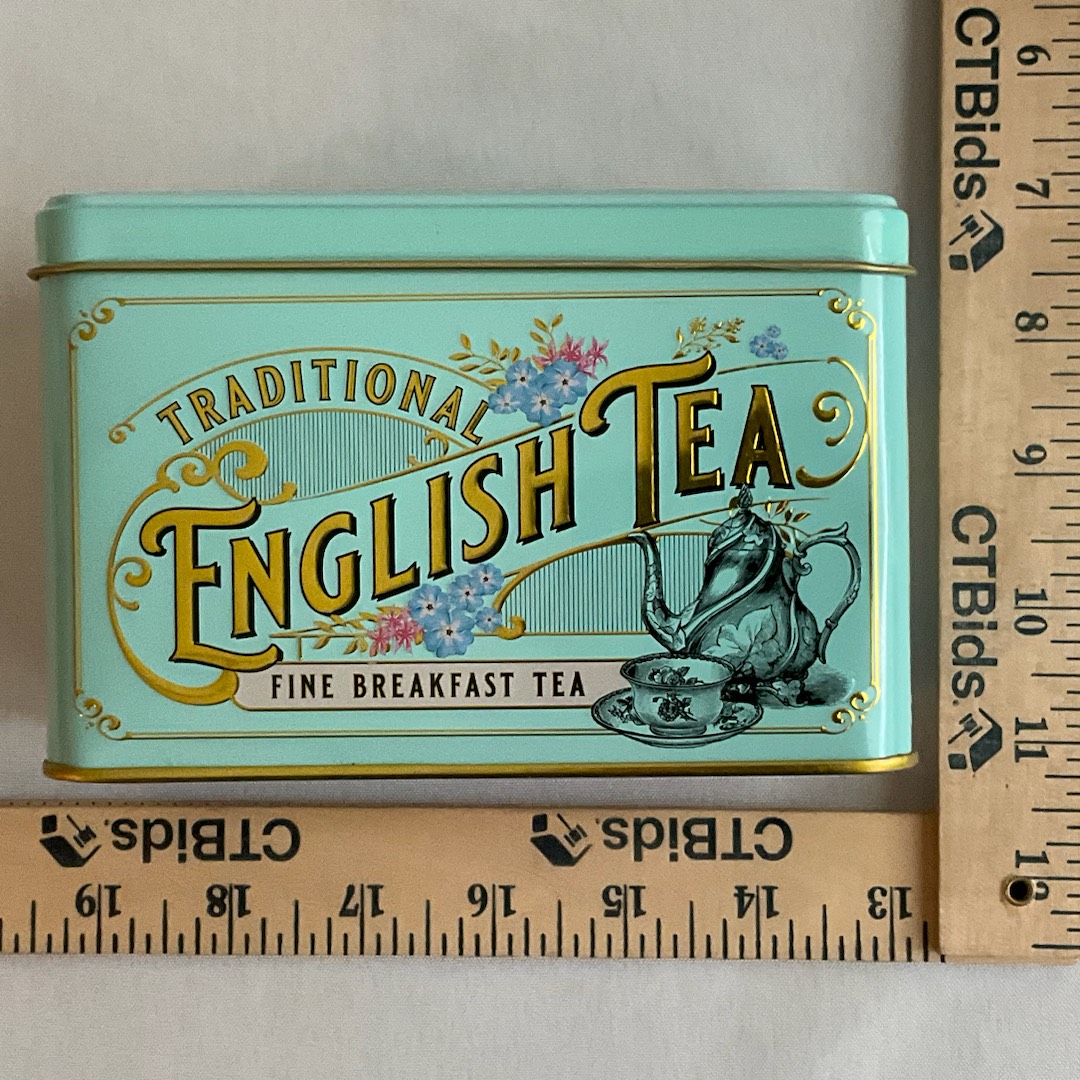 TRADITIONAL
ENGLISH TEA
FINE BREAKFAST TEA
CTBids.
6
7
8
9
CTBids.
10
11
CTBids.
CTBids.
19
18
17
16
15
14
13